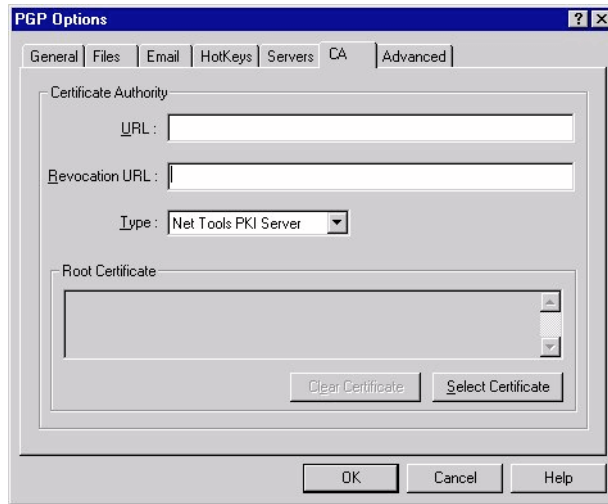 PGP Options
General Files Email HotKeys Servers CA Advanced
Certificate Authority
URL :
Revocation URL :
Type : Net Tools PKI Server
Root Certificate
Clear Certificate Select Certificate
OK Cancel Help